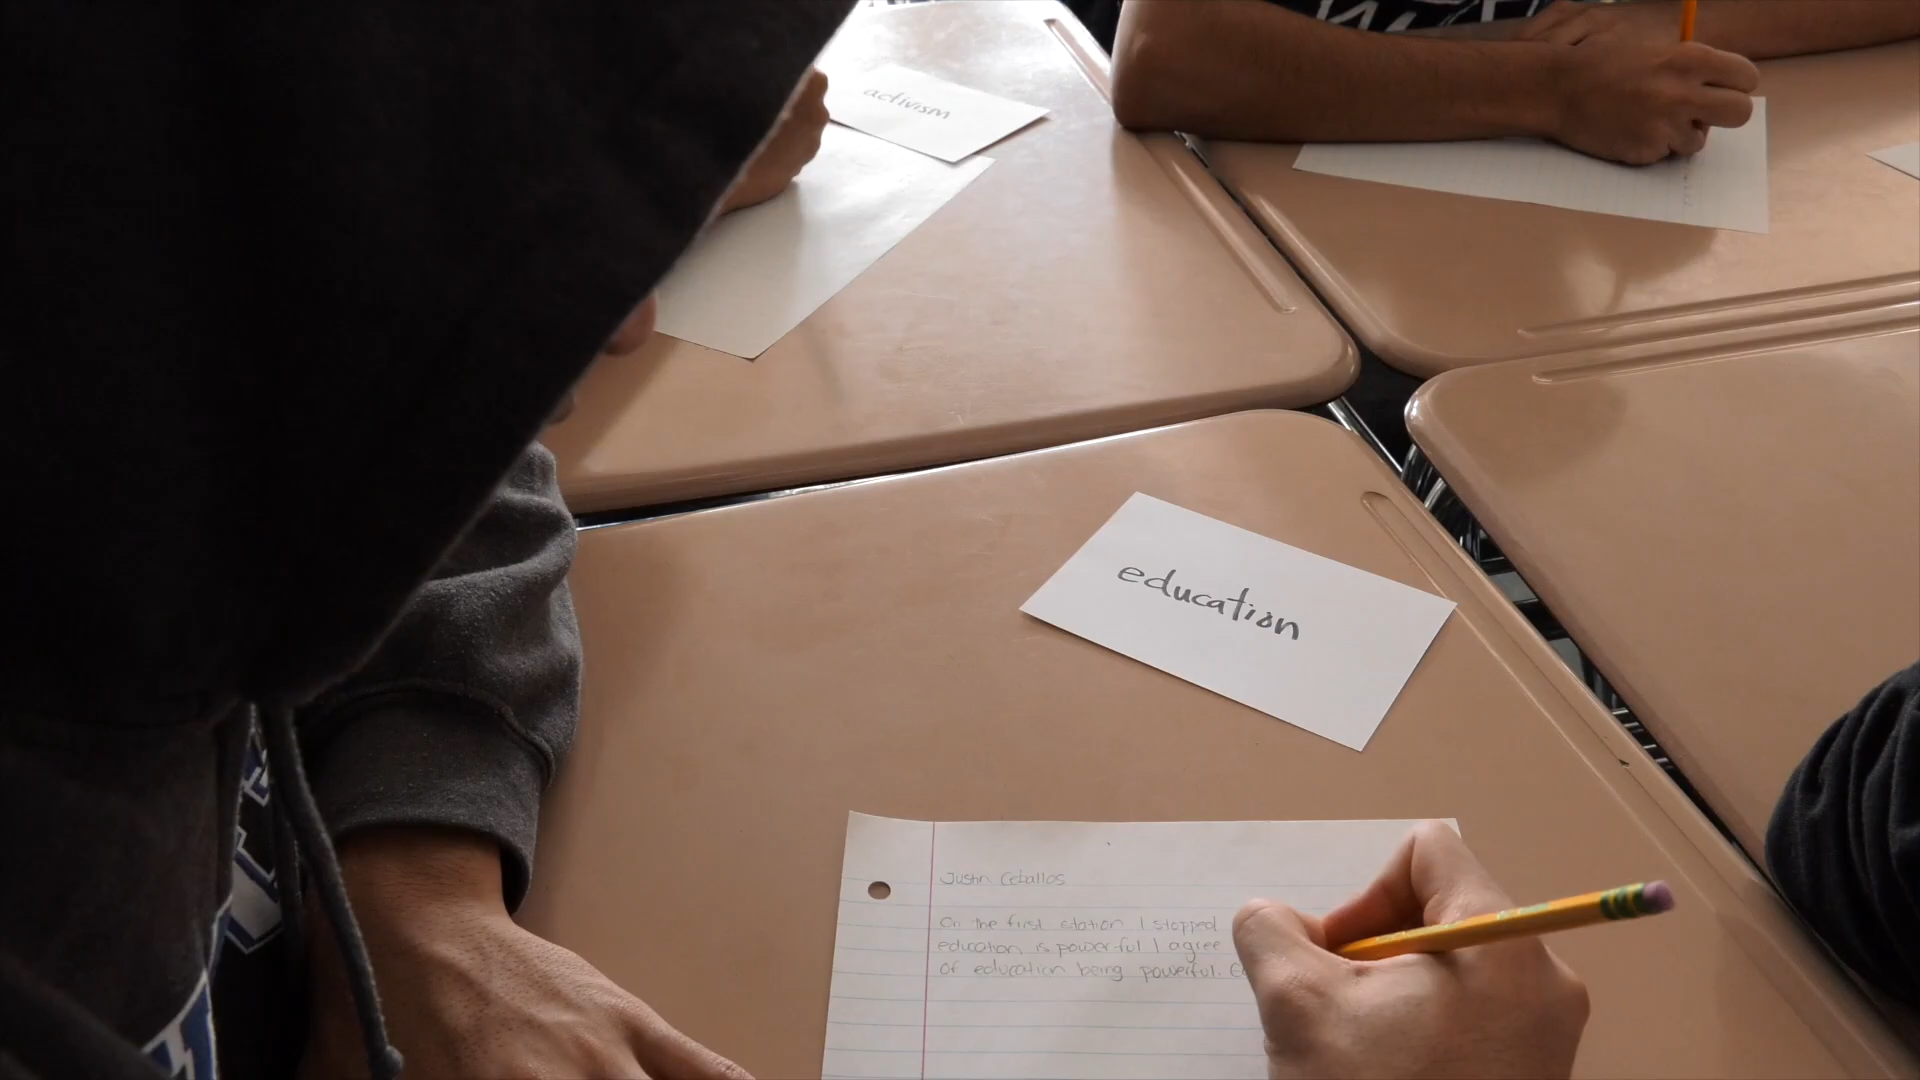 activism
education
Justin Ceballos
On the first station I stopped
education is powerful I agree
of education being powerful. E